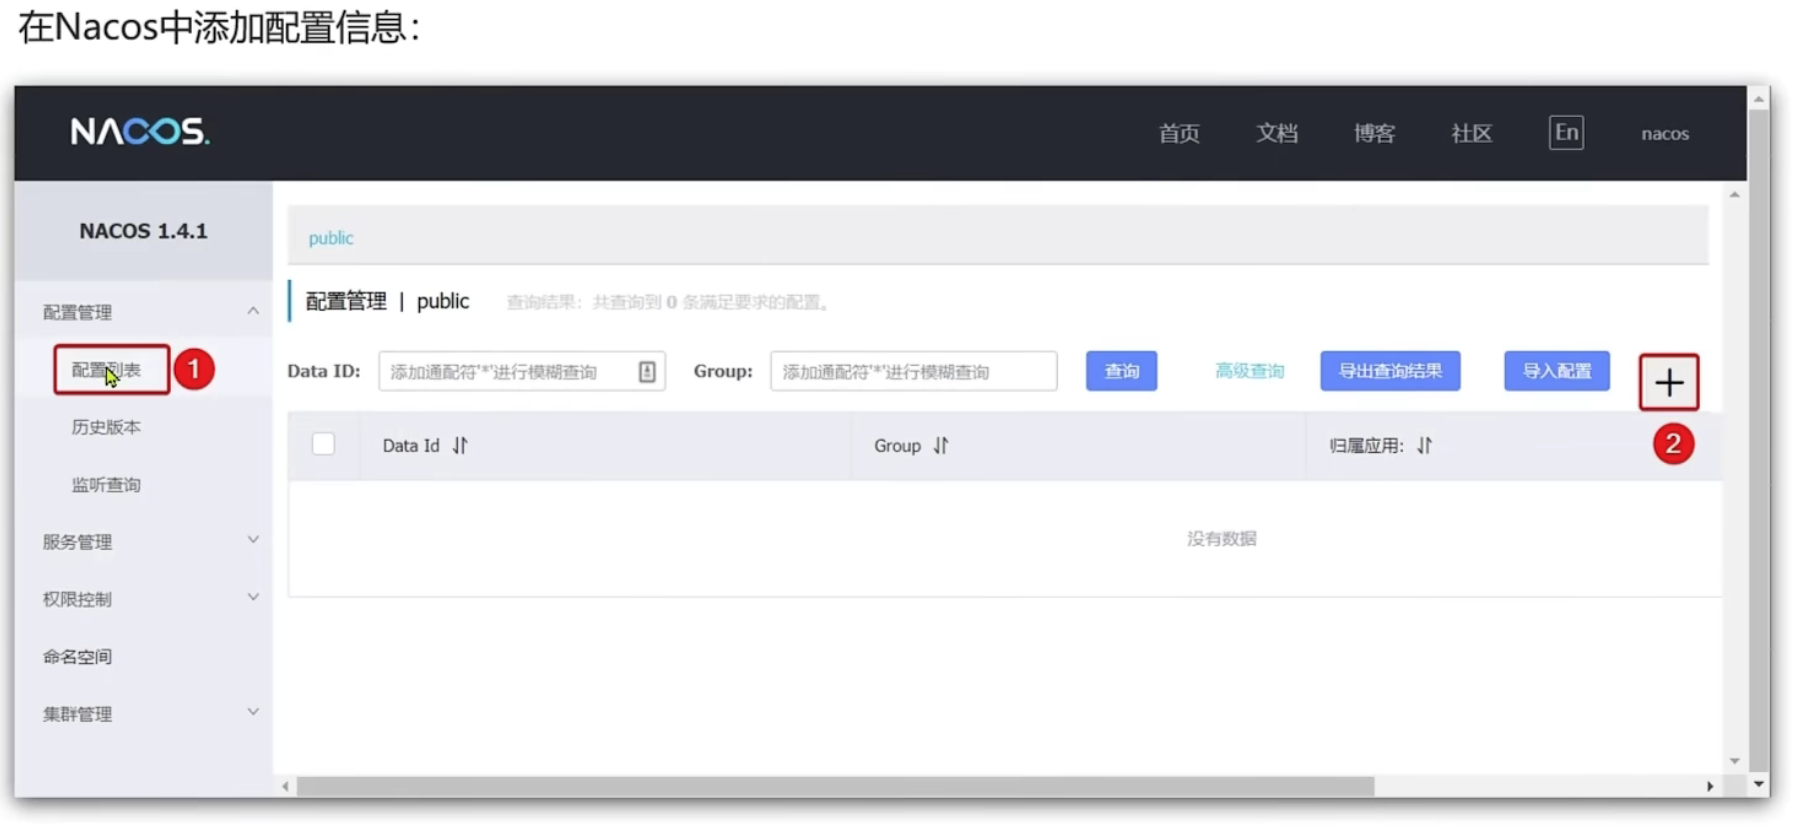 在Nacos中添加配置信息：
NACOS.
首页 文档 博客 社区 En nacos
NACOS 1.4.1
public
配置管理
配置管理 | public 查询结果：共查询到 0 条满足要求的配置。
配置列表 1
Data ID: 添加通配符'*'进行模糊查询 Group: 添加通配符'*'进行模糊查询 查询 高级查询 导出查询结果 导入配置 +
历史版本
Data Id Group 归属应用: 2
监听查询
服务管理
没有数据
权限控制
命名空间
集群管理